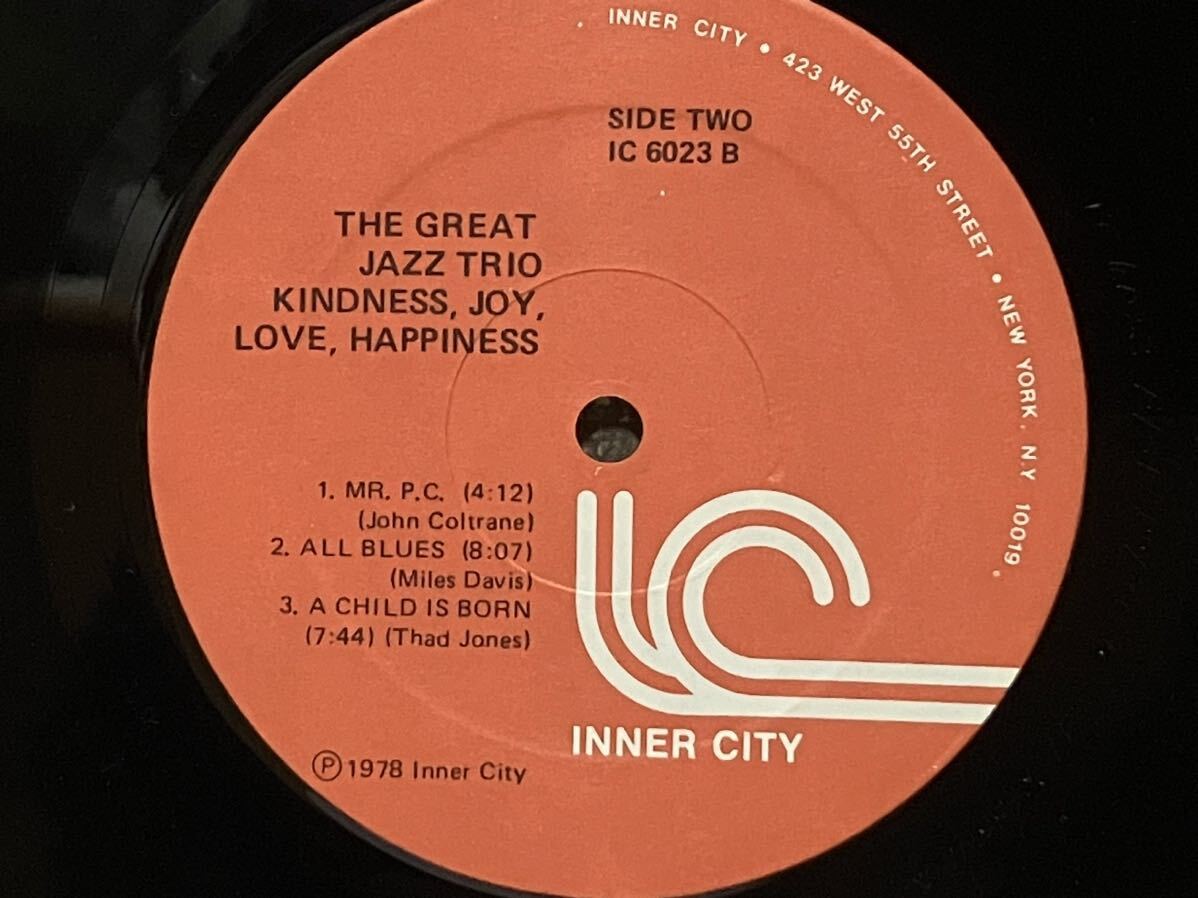 INNER CITY • 423 WEST 55TH STREET • NEW YORK, N.Y 10019
SIDE TWO
IC 6023 B
THE GREAT
JAZZ TRIO
KINDNESS, JOY,
LOVE, HAPPINESS
1. MR. P.C. (4:12)
(John Coltrane)
2. ALL BLUES (8:07)
(Miles Davis)
3. A CHILD IS BORN
(7:44) (Thad Jones)
ic
INNER CITY
Ⓟ1978 Inner City